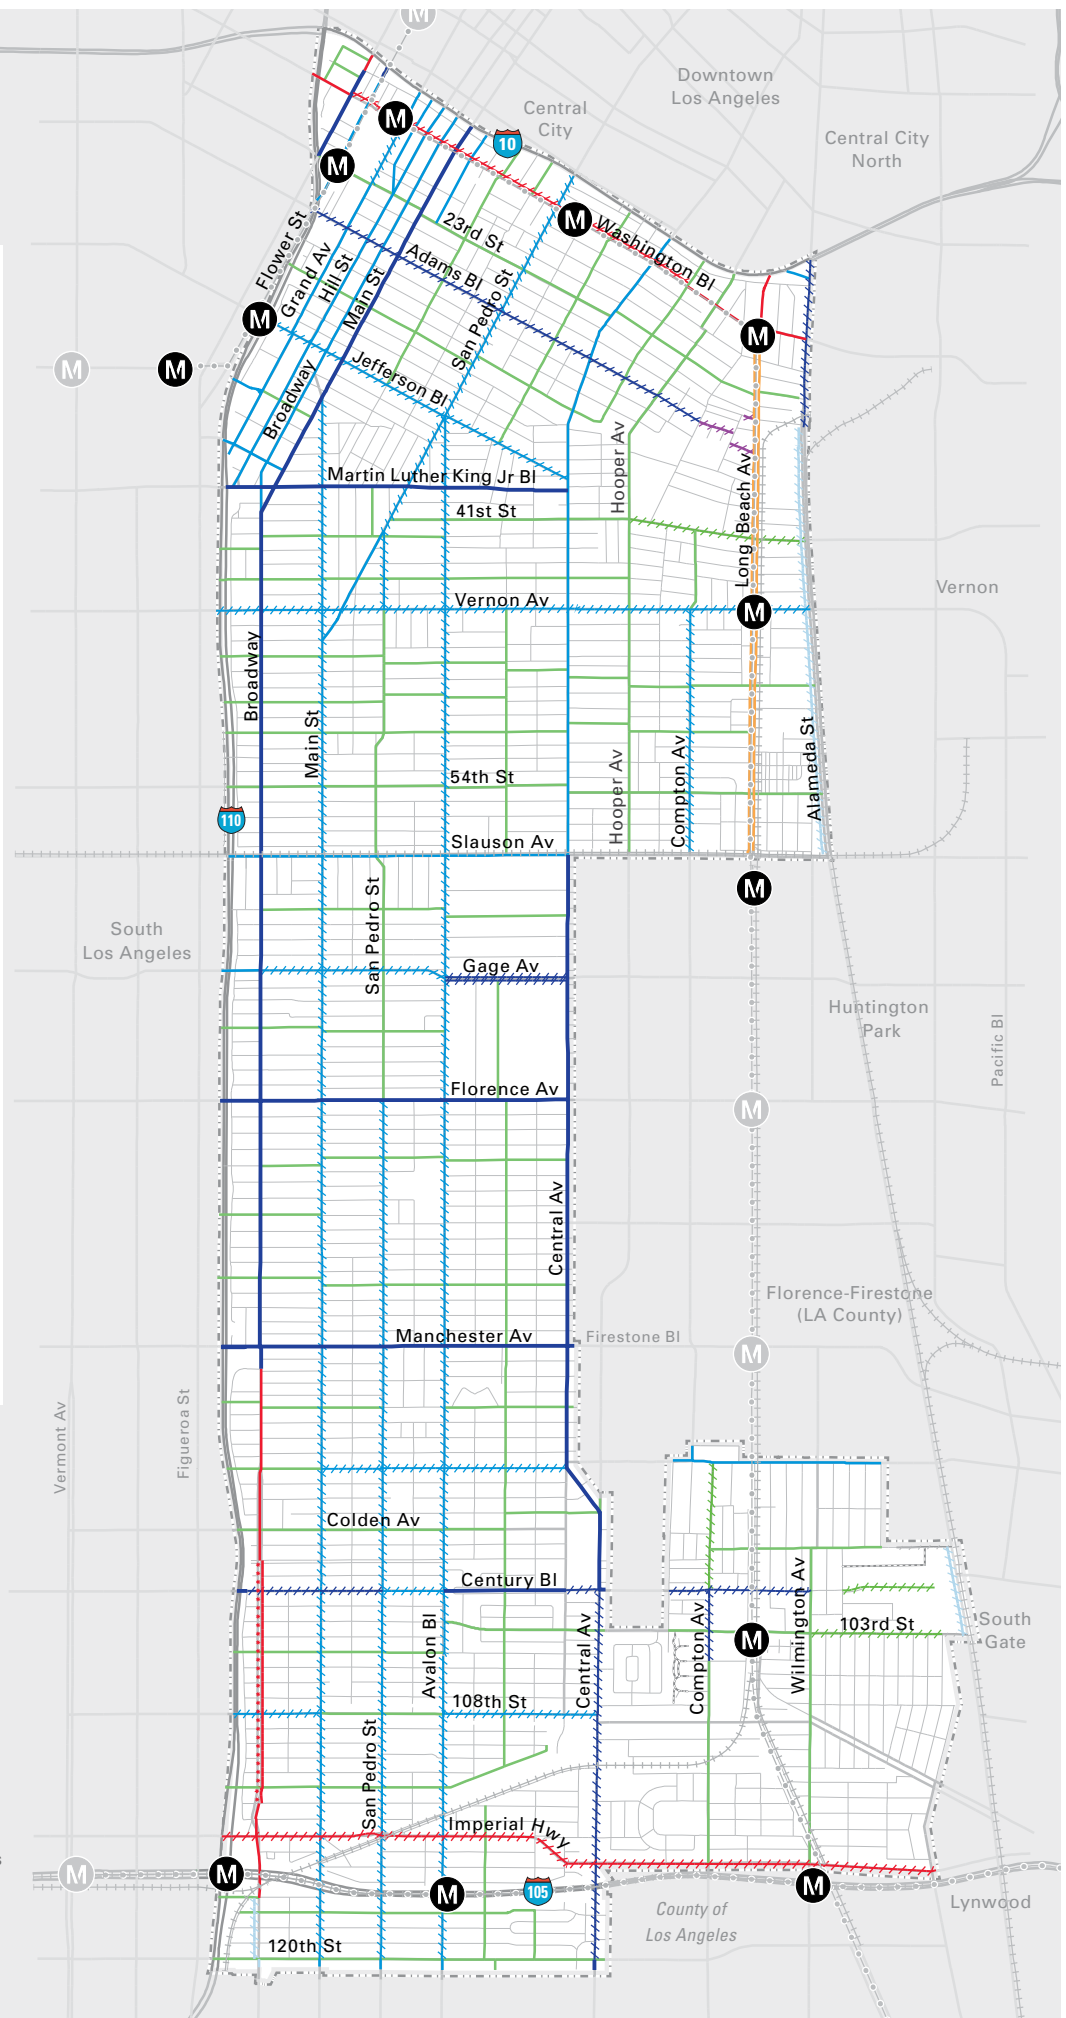 M
Downtown
Los Angeles
Central
City
M
10
Central City
North
M
23rd St
M
Washington Bl
Flower St
Grand Av
Hill St
Main St
Adams Bl
San Pedro St
M
M
M
M
Jefferson Bl
Broadway
Martin Luther King Jr Bl
Hooper Av
Long Beach Av
41st St
Vernon
Vernon Av
M
Broadway
Main St
54th St
Hooper Av
Compton Av
Alameda St
110
Slauson Av
M
South
Los Angeles
San Pedro St
Gage Av
Huntington
Park
Pacific Bl
Florence Av
M
Central Av
Florence-Firestone
(LA County)
Manchester Av
Firestone Bl
M
Vermont Av
Figueroa St
Colden Av
Century Bl
Avalon Bl
Central Av
Compton Av
M
Wilmington Av
103rd St
South
Gate
108th St
San Pedro St
Imperial Hwy
M
M
M
105
M
County of
Los Angeles
Lynwood
120th St